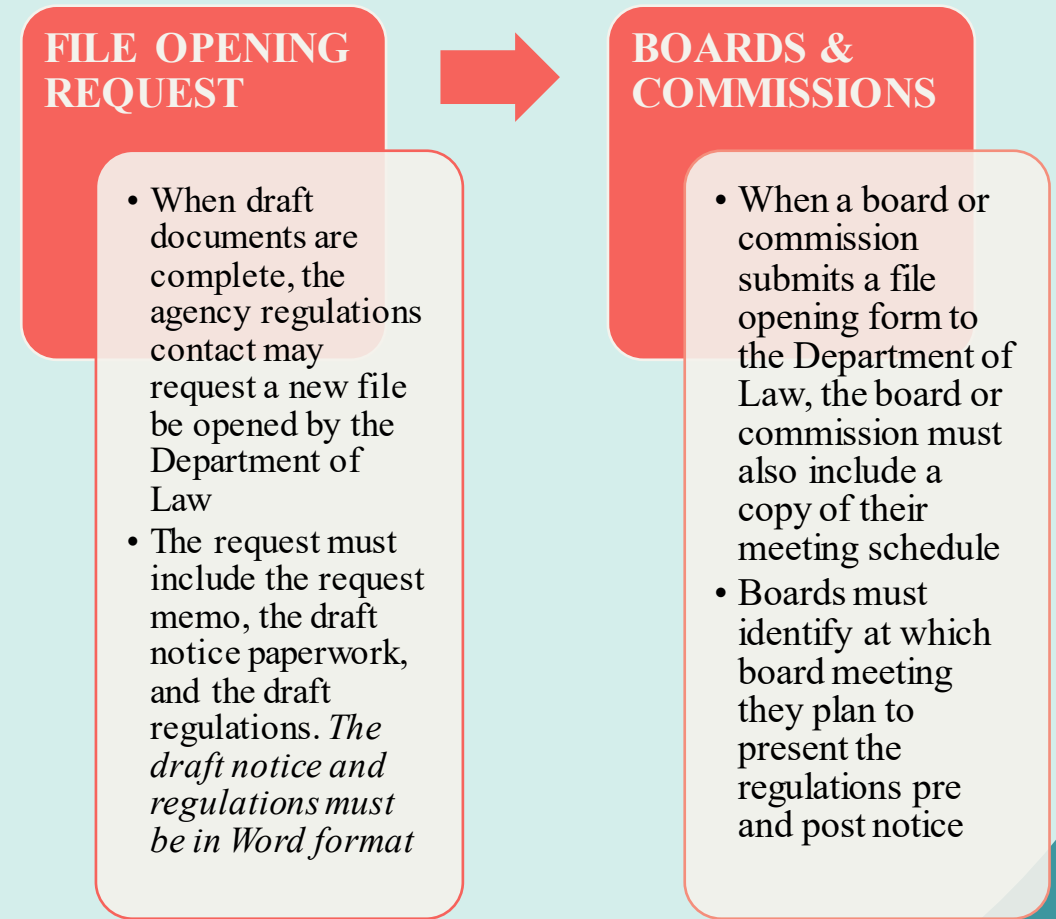 FILE OPENING
REQUEST
• When draft
documents are
complete, the
agency regulations
contact may
request a new file
be opened by the
Department of
Law
• The request must
include the request
memo, the draft
notice paperwork,
and the draft
regulations. The
draft notice and
regulations must
be in Word format
BOARDS &
COMMISSIONS
• When a board or
commission
submits a file
opening form to
the Department of
Law, the board or
commission must
also include a
copy of their
meeting schedule
• Boards must
identify at which
board meeting
they plan to
present the
regulations pre
and post notice